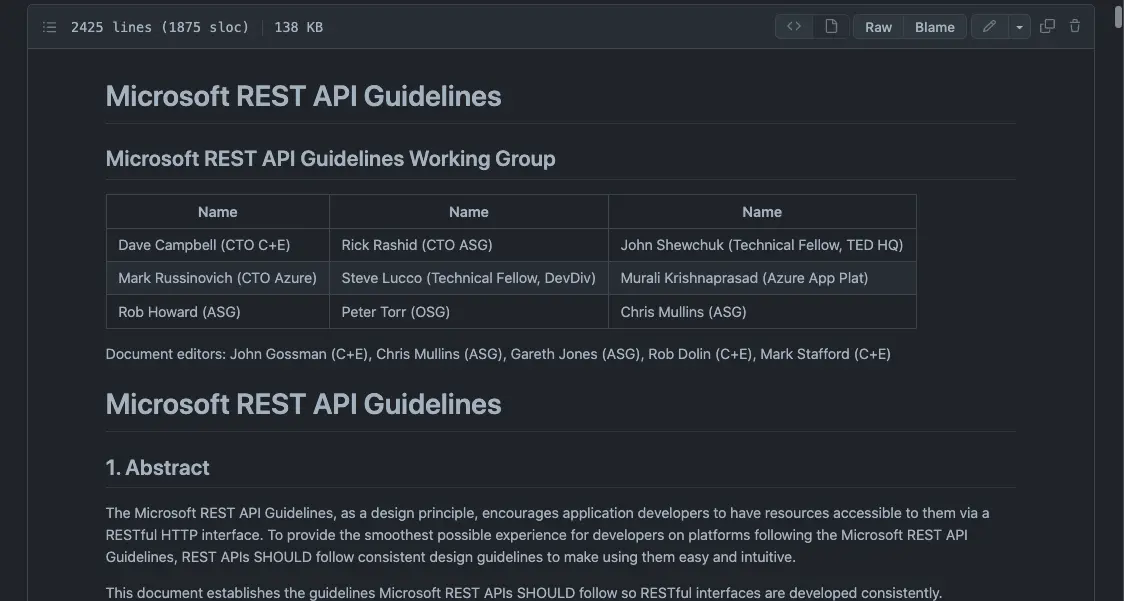 2425 lines (1875 sloc) 138 KB Raw Blame
Microsoft REST API Guidelines
Microsoft REST API Guidelines Working Group
Name Name Name
Dave Campbell (CTO C+E) Rick Rashid (CTO ASG) John Shewchuk (Technical Fellow, TED HQ)
Mark Russinovich (CTO Azure) Steve Lucco (Technical Fellow, DevDiv) Murali Krishnaprasad (Azure App Plat)
Rob Howard (ASG) Peter Torr (OSG) Chris Mullins (ASG)
Document editors: John Gossman (C+E), Chris Mullins (ASG), Gareth Jones (ASG), Rob Dolin (C+E), Mark Stafford (C+E)
Microsoft REST API Guidelines
1. Abstract
The Microsoft REST API Guidelines, as a design principle, encourages application developers to have resources accessible to them via a
RESTful HTTP interface. To provide the smoothest possible experience for developers on platforms following the Microsoft REST API
Guidelines, REST APIs SHOULD follow consistent design guidelines to make using them easy and intuitive.
This document establishes the guidelines Microsoft REST APIs SHOULD follow so RESTful interfaces are developed consistently.